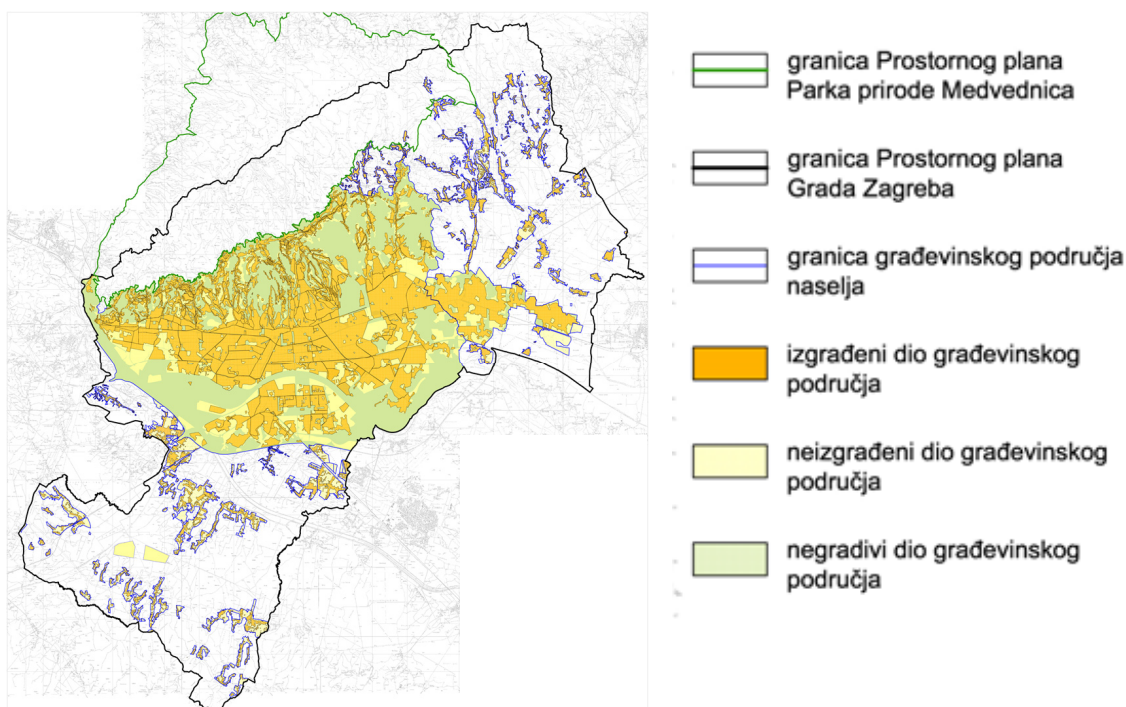 granica Prostornog plana
Parka prirode Medvednica
granica Prostornog plana
Grada Zagreba
granica građevinskog područja
naselja
izgrađeni dio građevinskog
područja
neizgrađeni dio građevinskog
područja
negradivi dio građevinskog
područja